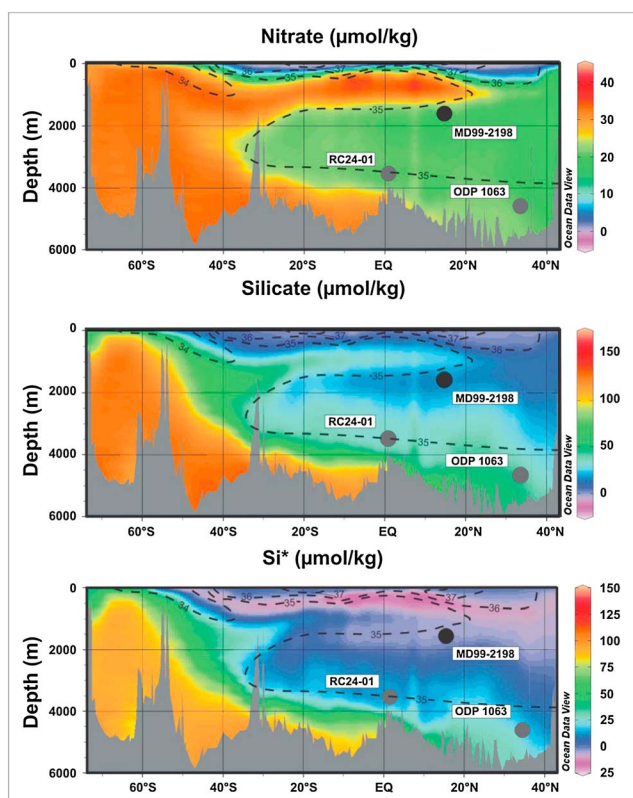 Nitrate (µmol/kg)
0
2000
4000
6000
Depth (m)
34
36
35
37
36
35
35
MD99-2198
RC24-01
ODP 1063
60°S
40°S
20°S
EQ
20°N
40°N
Ocean Data View
40
30
20
10
0
Silicate (µmol/kg)
0
2000
4000
6000
Depth (m)
34
36
35
37
36
35
35
MD99-2198
RC24-01
ODP 1063
60°S
40°S
20°S
EQ
20°N
40°N
Ocean Data View
150
100
50
0
Si* (µmol/kg)
0
2000
4000
6000
Depth (m)
34
36
35
37
36
35
35
MD99-2198
RC24-01
ODP 1063
60°S
40°S
20°S
EQ
20°N
40°N
Ocean Data View
150
125
100
75
50
25
0
25